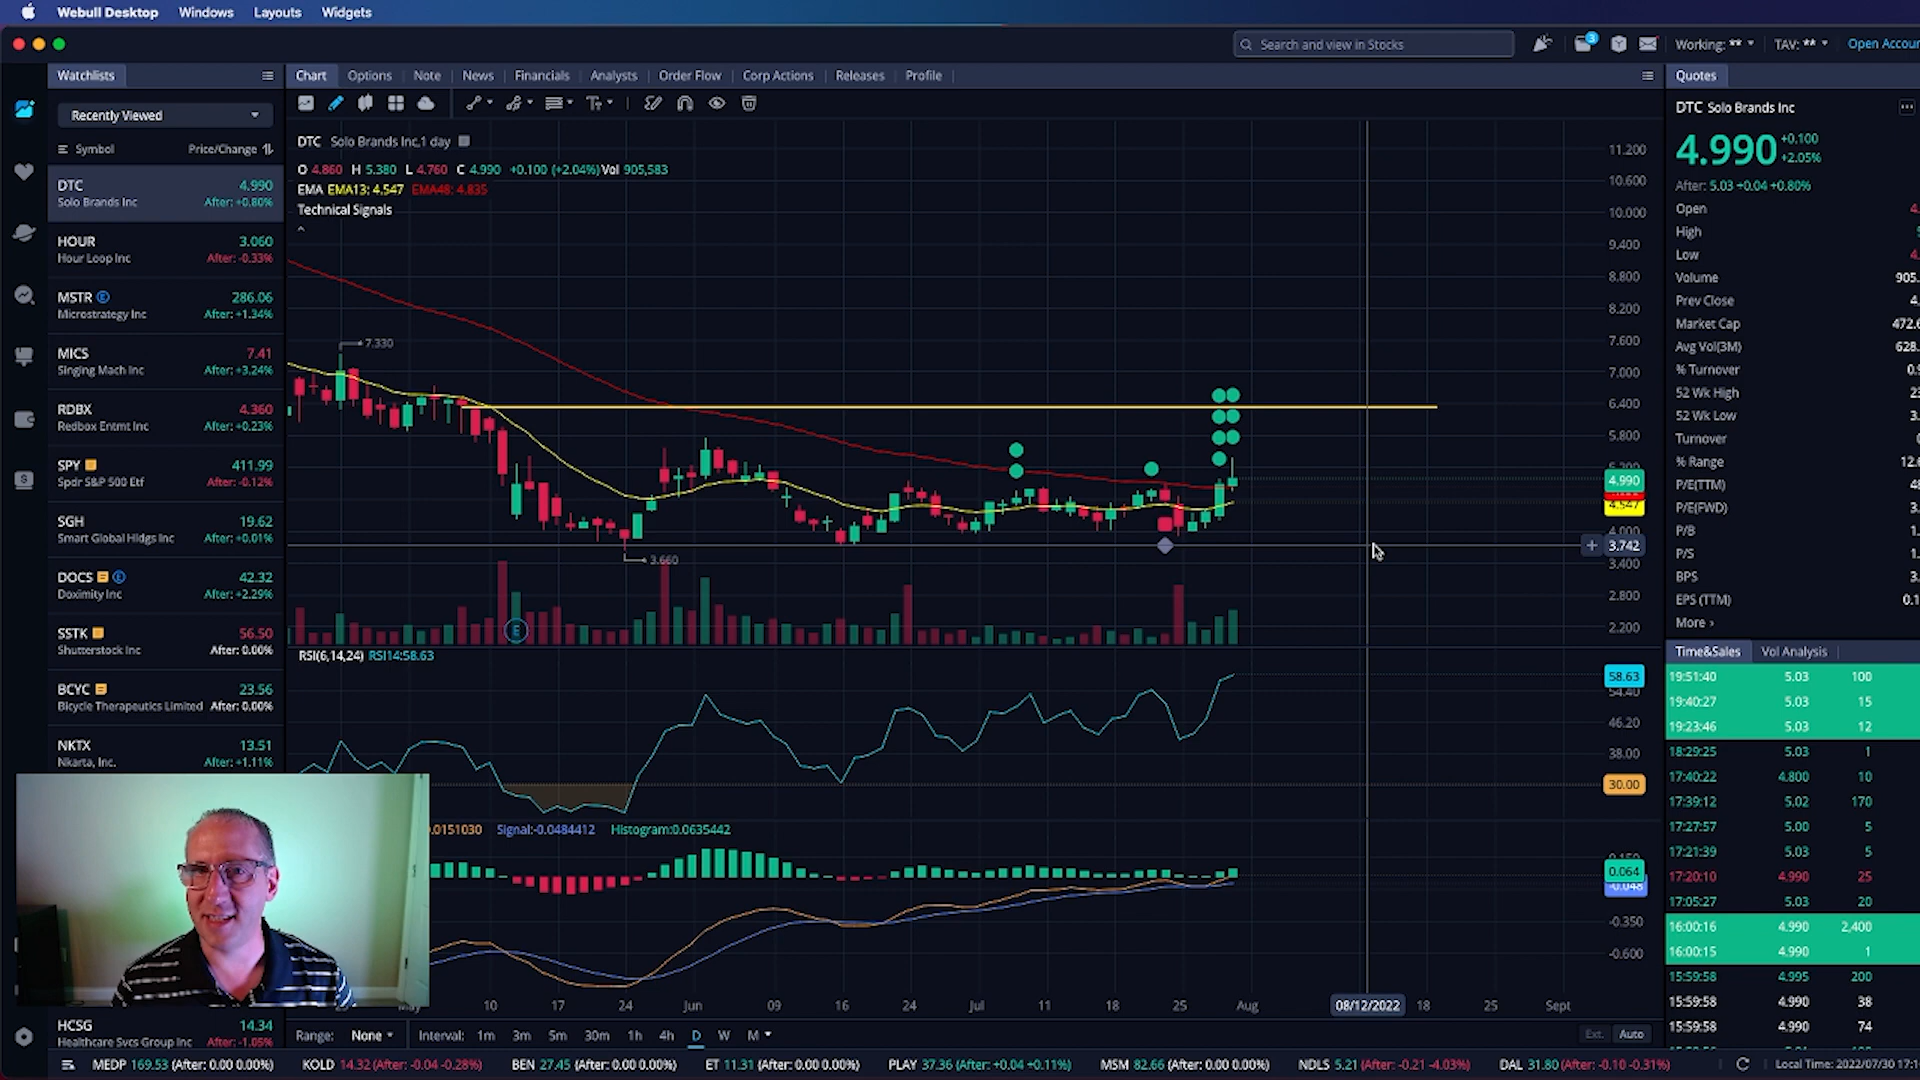 Webull Desktop Windows Layouts Widgets
Search and view in Stocks
3
Working: ** TAV: ** Open Accou
Watchlists
Chart Options Note News Financials Analysts Order Flow Corp Actions Releases Profile
Quotes
Recently Viewed
Symbol Price/Change
DTC 4.990
Solo Brands Inc After: +0.80%
HOUR 3.060
Hour Loop Inc After: -0.33%
MSTR E 286.06
Microstrategy Inc After: +1.34%
MICS 7.41
Singing Mach Inc After: +3.24%
RDBX 4.360
Redbox Entmt Inc After: +0.23%
SPY 411.99
Spdr S&P 500 Etf After: -0.12%
SGH 19.62
Smart Global Hldgs Inc After: +0.01%
DOCS E 42.32
Doximity Inc After: +2.29%
SSTK 56.50
Shutterstock Inc After: 0.00%
BCYC 23.56
Bicycle Therapeutics Limited After: 0.00%
NKTX 13.51
Nkarta, Inc. After: +1.11%
HCSG 14.34
Healthcare Svcs Group Inc After: -1.05%
DTC Solo Brands Inc,1 day
O 4.860 H 5.380 L 4.760 C 4.990 +0.100 (+2.04%) Vol 905,583
EMA EMA13: 4.547 EMA48: 4.835
Technical Signals
7.330
3.660
E
11.200
10.600
10.000
9.400
8.800
8.200
7.600
7.000
6.400
5.800
5.200
4.990
4.547
4.000
3.742
3.400
2.800
2.200
RSI(6,14,24) RSI14:58.63
58.63
54.40
46.20
38.00
30.00
0.0151030 Signal:-0.0484412 Histogram:0.0635442
0.064
-0.048
-0.350
-0.600
10 17 24 Jun 09 16 24 Jul 11 18 25 Aug 08/12/2022 18 25 Sept
Range: None Interval: 1m 3m 5m 30m 1h 4h D W M
Ext. Auto
DTC Solo Brands Inc
4.990 +0.100
+2.05%
After: 5.03 +0.04 +0.80%
Open 4.
High 5
Low 4.
Volume 905.
Prev Close 4.
Market Cap 472.6
Avg Vol(3M) 628.
% Turnover 0.9
52 Wk High 23
52 Wk Low 3.
Turnover
% Range 12.6
P/E(TTM) 48
P/E(FWD) 3.
P/B 1.
P/S 1.
BPS 3.
EPS (TTM) 0.1
More ›
Time&Sales Vol Analysis
19:51:40 5.03 100
19:40:27 5.03 15
19:23:46 5.03 12
18:29:25 5.03 1
17:40:22 4.800 10
17:39:12 5.02 170
17:27:57 5.00 5
17:21:39 5.03 5
17:20:10 4.990 25
17:05:27 5.03 20
16:00:16 4.990 2,400
16:00:15 4.990 1
15:59:58 4.995 200
15:59:58 4.990 38
15:59:58 4.990 74
MEDP 169.53 (After: 0.00 0.00%) KOLD 14.32 (After: -0.04 -0.28%) BEN 27.45 (After: 0.00 0.00%) ET 11.31 (After: 0.00 0.00%) PLAY 37.36 (After: +0.04 +0.11%) MSM 82.66 (After: 0.00 0.00%) NDLS 5.21 (After: -0.21 -4.03%) DAL 31.80 (After: -0.10 -0.31%) Local Time: 2022/07/30 17:1